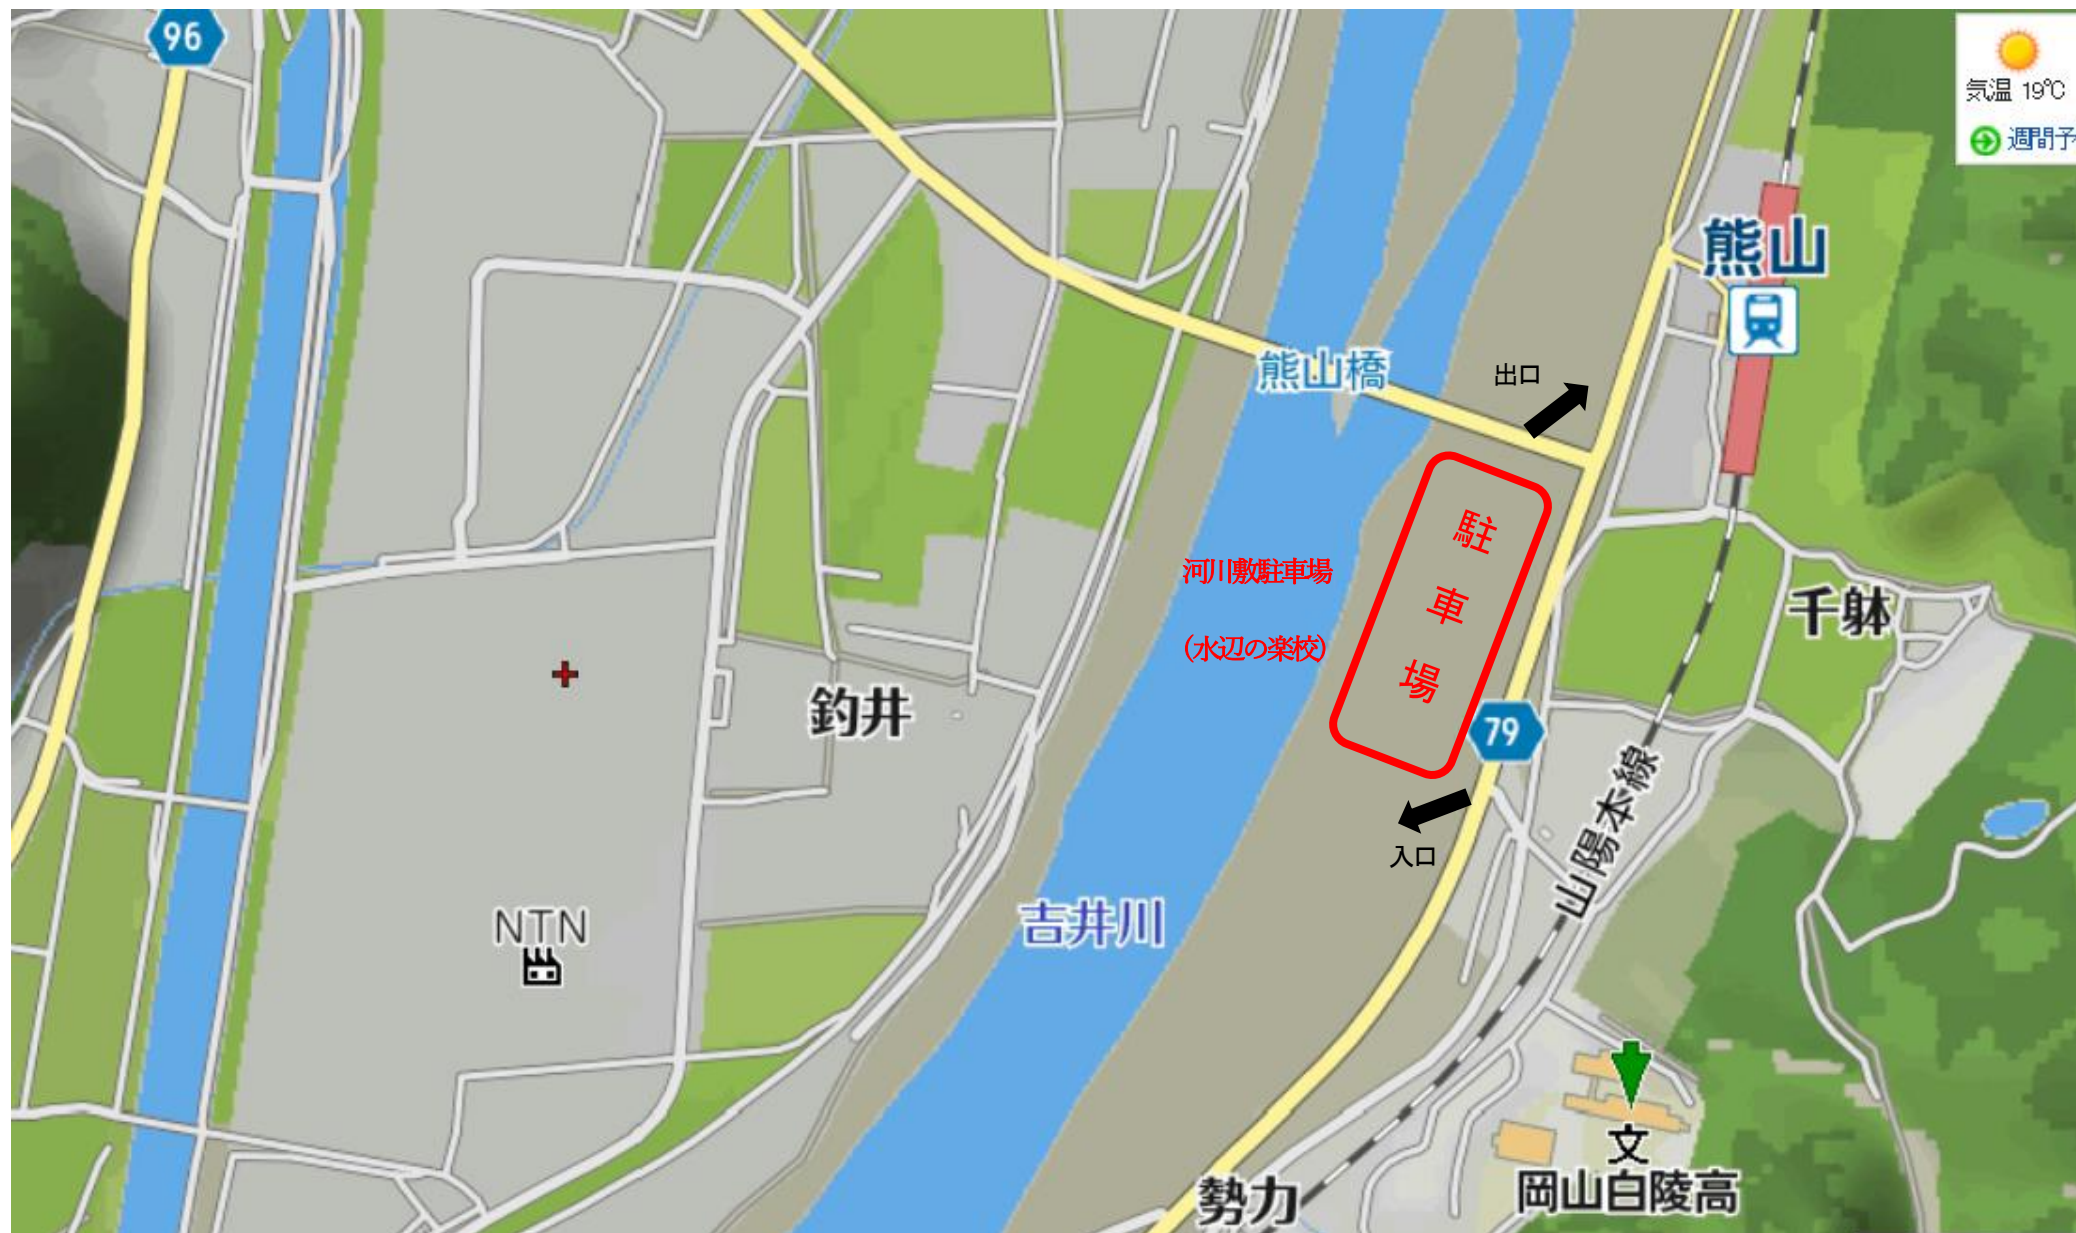 96
気温 19℃
週間予
熊山
熊山橋
出口
駐車場
河川敷駐車場
(水辺の楽校)
千躰
釣井
79
山陽本線
入口
NTN
吉井川
文
岡山白陵高
勢力